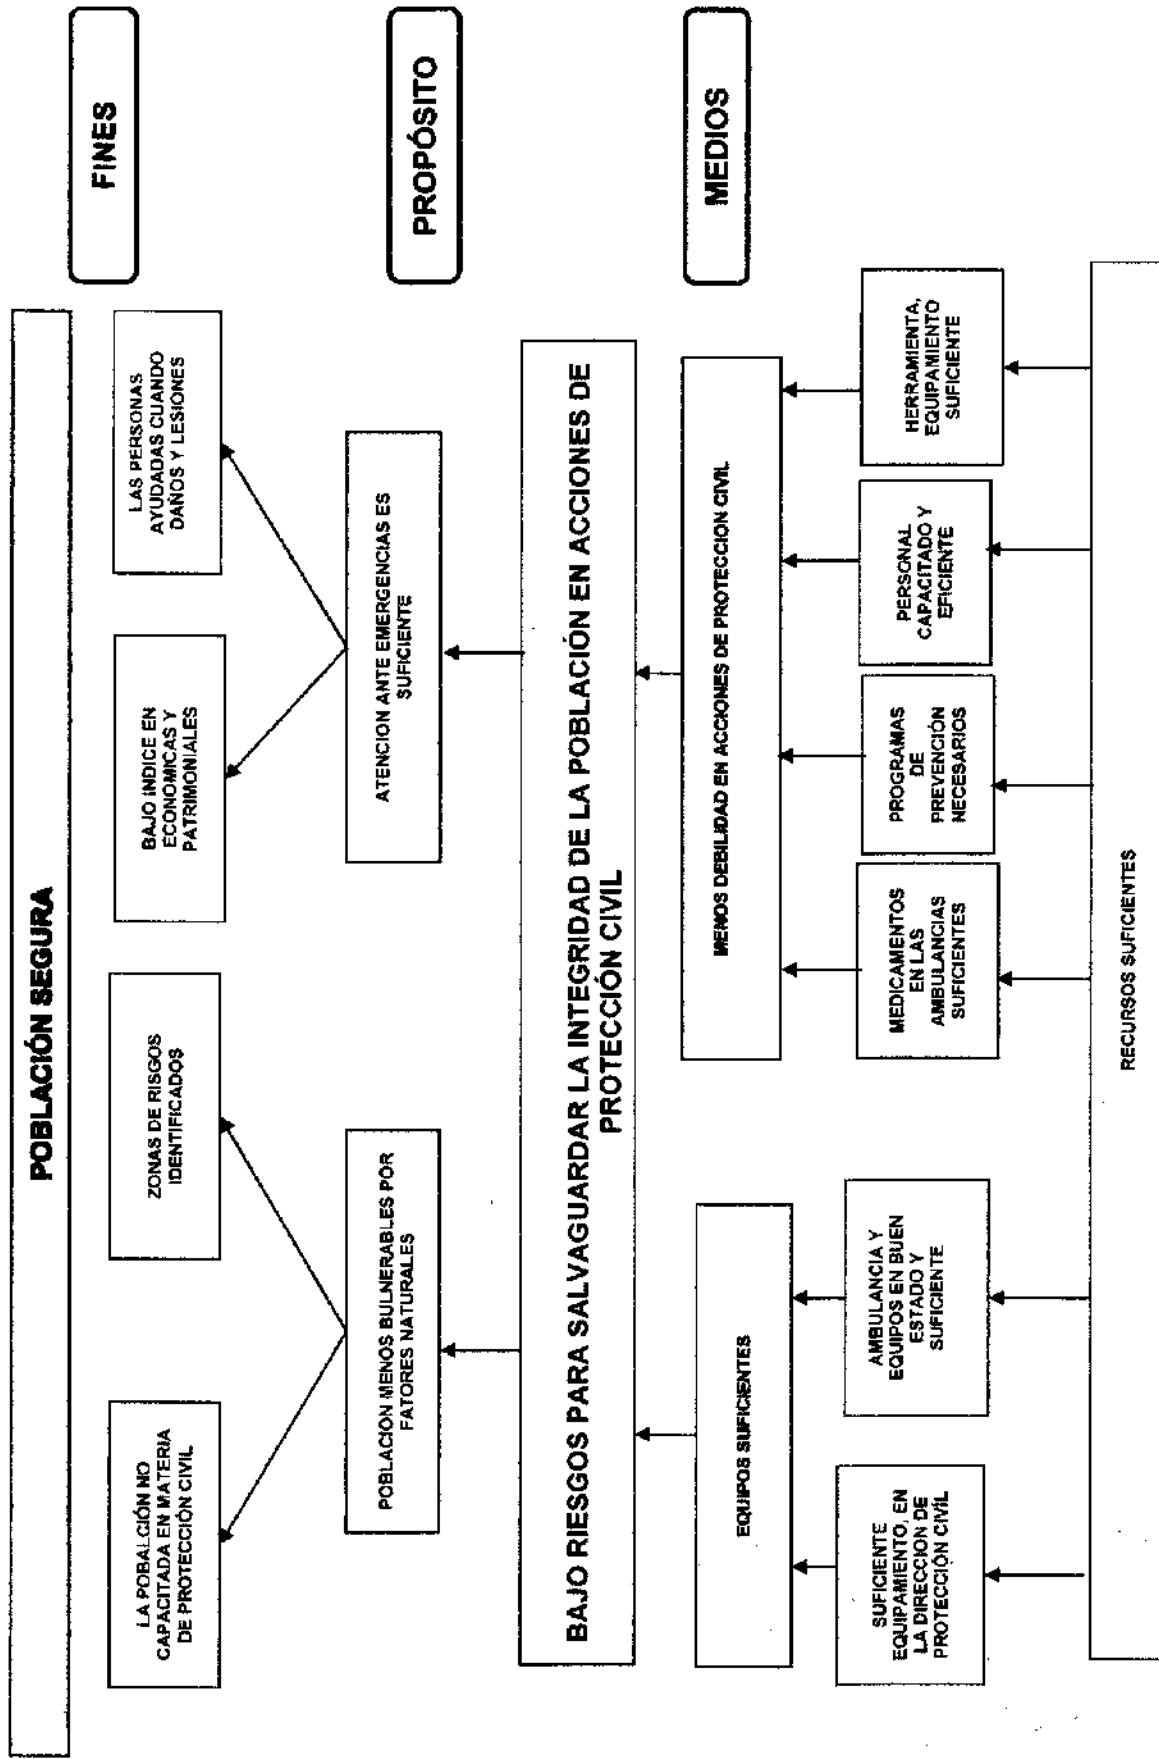 POBLACIÓN SEGURA
FINES
LA POBALCIÓN NO
CAPACITADA EN MATERIA
DE PROTECCIÓN CIVIL
ZONAS DE RISGOS
IDENTIFICADOS
BAJO INDICE EN
ECONOMICAS Y
PATRIMONIALES
LAS PERSONAS
AYUDADAS CUANDO
DAÑOS Y LESIONES
PROPÓSITO
POBLACION MENOS BULNERABLES POR
FATORES NATURALES
ATENCION ANTE EMERGENCIAS ES
SUFICIENTE
BAJO RIESGOS PARA SALVAGUARDAR LA INTEGRIDAD DE LA POBLACIÓN EN ACCIONES DE
PROTECCIÓN CIVIL
MEDIOS
EQUIPOS SUFICIENTES
MENOS DEBILIDAD EN ACCIONES DE PROTECCION CIVIL
SUFICIENTE
EQUIPAMIENTO, EN
LA DIRECCION DE
PROTECCIÓN CIVÍL
AMBULANCIA Y
EQUIPOS EN BUEN
ESTADO Y
SUFICIENTE
MEDICAMENTOS
EN LAS
AMBULANCIAS
SUFICIENTES
PROGRAMAS
DE
PREVENCIÓN
NECESARIOS
PERSONAL
CAPACITADO Y
EFICIENTE
HERRAMIENTA,
EQUIPAMIENTO
SUFICIENTE
RECURSOS SUFICIENTES